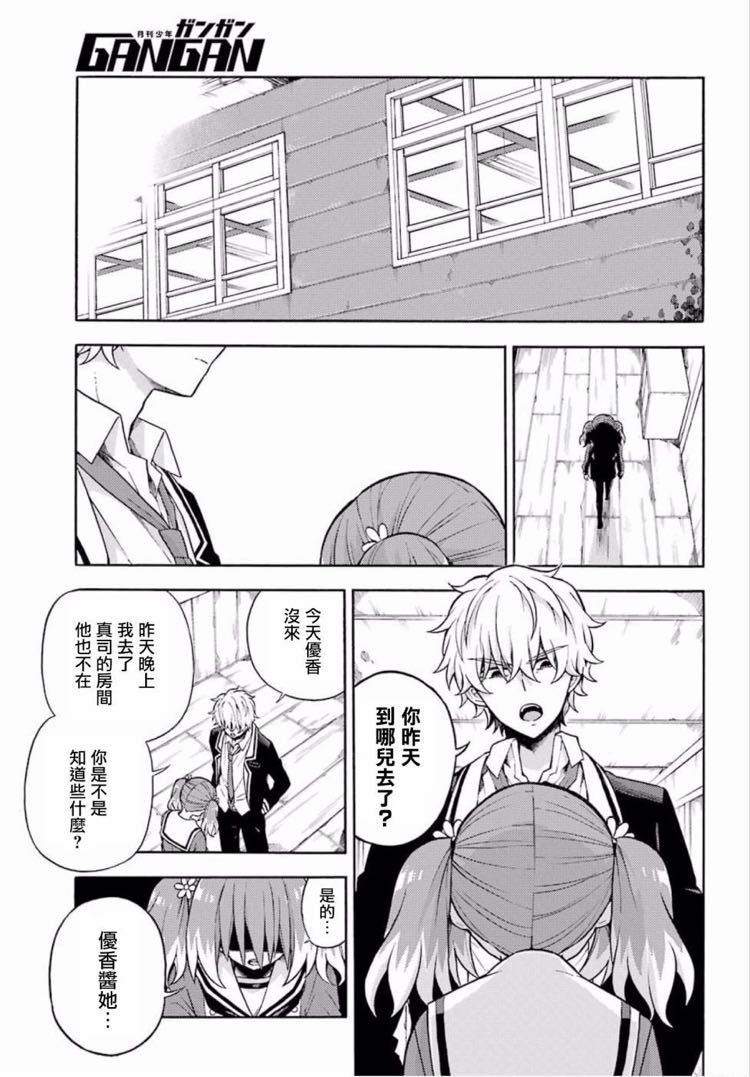 月刊少年
ガンガン
GANGAN
你昨天
到哪兒去了?
今天優香
沒來
昨天晚上
我去了
真司的房間
他也不在
你是不是
知道些什麼?
是的…
優香醬她…